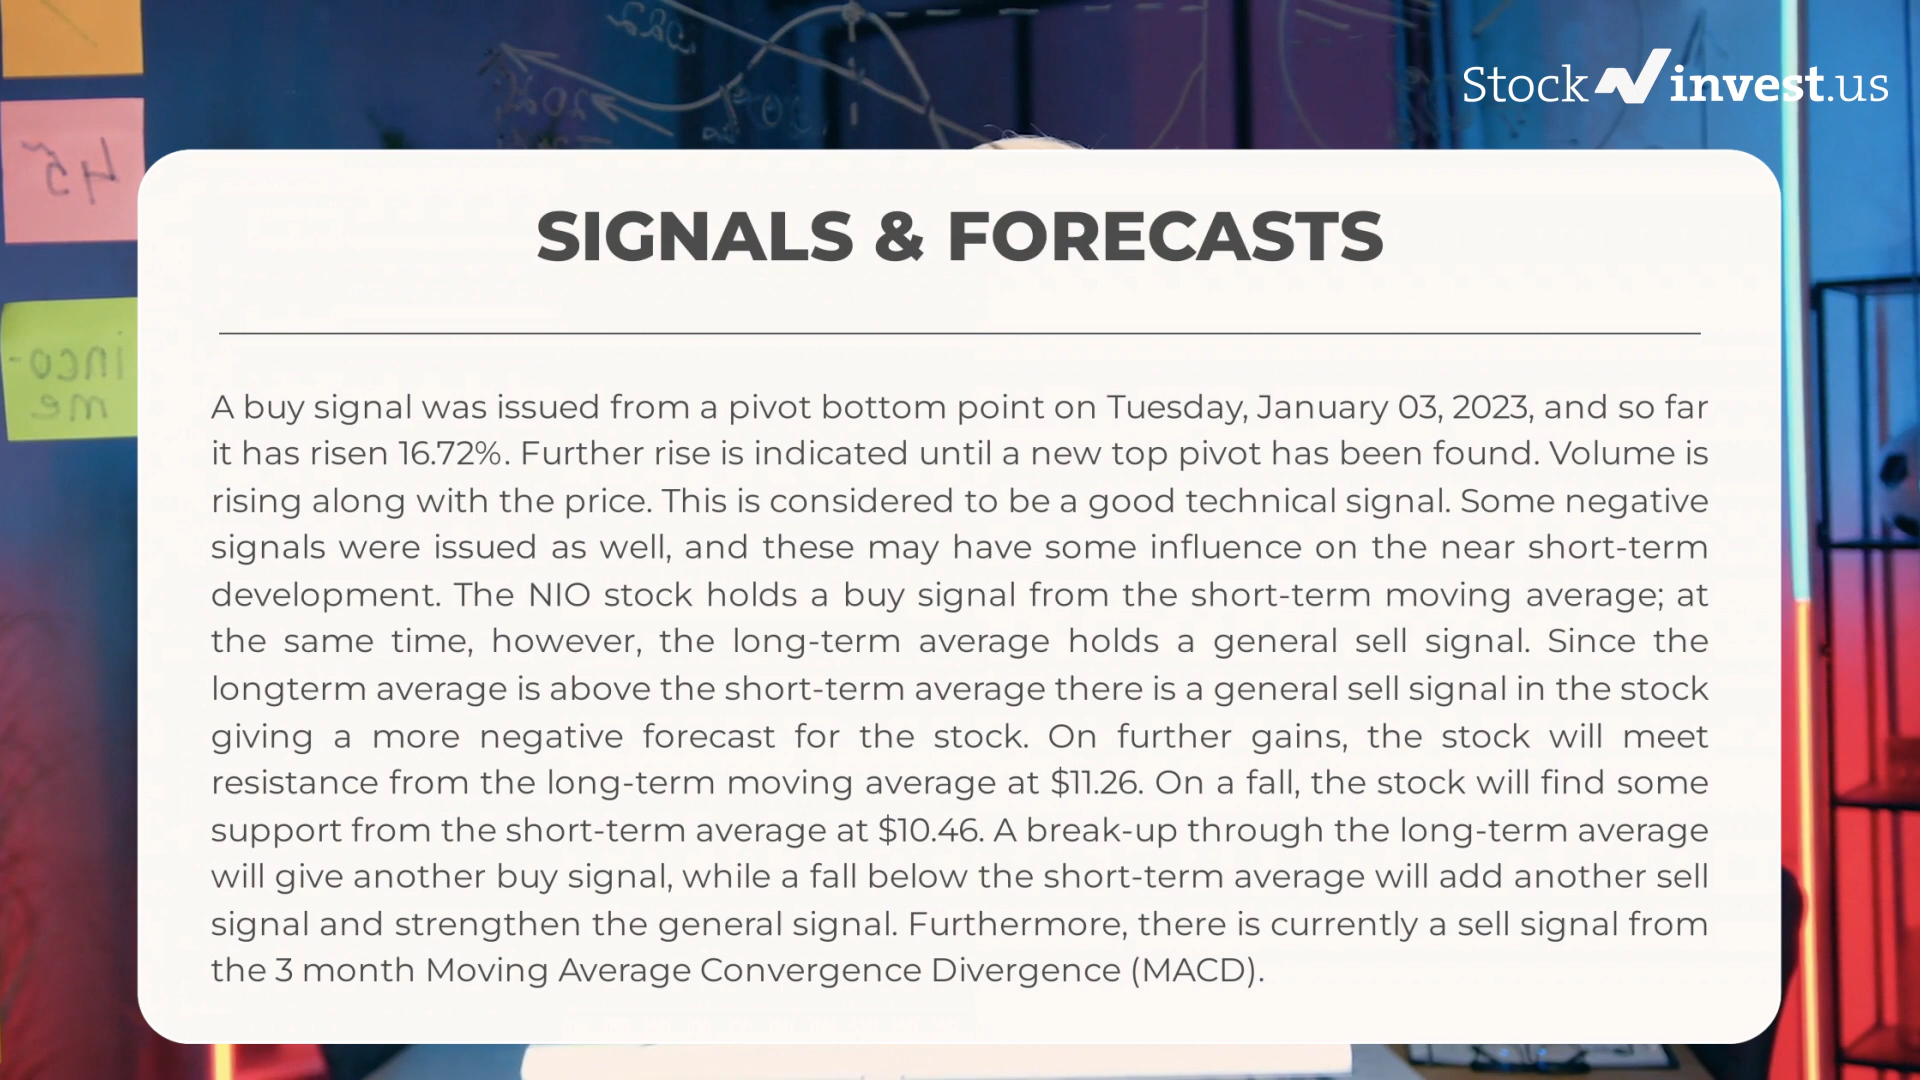 Stock invest.us
45
inco-
me
SIGNALS & FORECASTS
A buy signal was issued from a pivot bottom point on Tuesday, January 03, 2023, and so far
it has risen 16.72%. Further rise is indicated until a new top pivot has been found. Volume is
rising along with the price. This is considered to be a good technical signal. Some negative
signals were issued as well, and these may have some influence on the near short-term
development. The NIO stock holds a buy signal from the short-term moving average; at
the same time, however, the long-term average holds a general sell signal. Since the
longterm average is above the short-term average there is a general sell signal in the stock
giving a more negative forecast for the stock. On further gains, the stock will meet
resistance from the long-term moving average at $11.26. On a fall, the stock will find some
support from the short-term average at $10.46. A break-up through the long-term average
will give another buy signal, while a fall below the short-term average will add another sell
signal and strengthen the general signal. Furthermore, there is currently a sell signal from
the 3 month Moving Average Convergence Divergence (MACD).